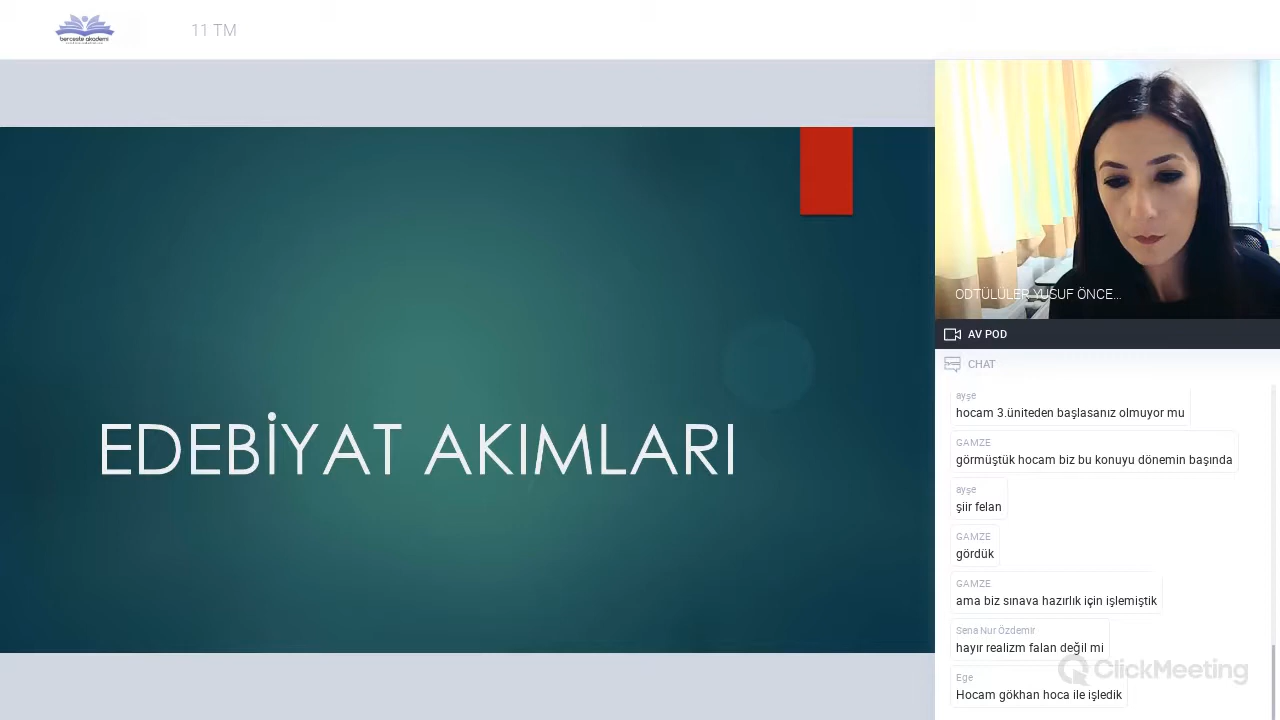 berceste akademi
11 TM
EDEBİYAT AKIMLARI
ODTÜLÜLER YUSUF ÖNCE...
AV POD
CHAT
ayşe
hocam 3.üniteden başlasanız olmuyor mu
GAMZE
görmüştük hocam biz bu konuyu dönemin başında
ayşe
şiir felan
GAMZE
gördük
GAMZE
ama biz sınava hazırlık için işlemiştik
Sena Nur Özdemir
hayır realizm falan değil mi
Ege
Hocam gökhan hoca ile işledik
ClickMeeting